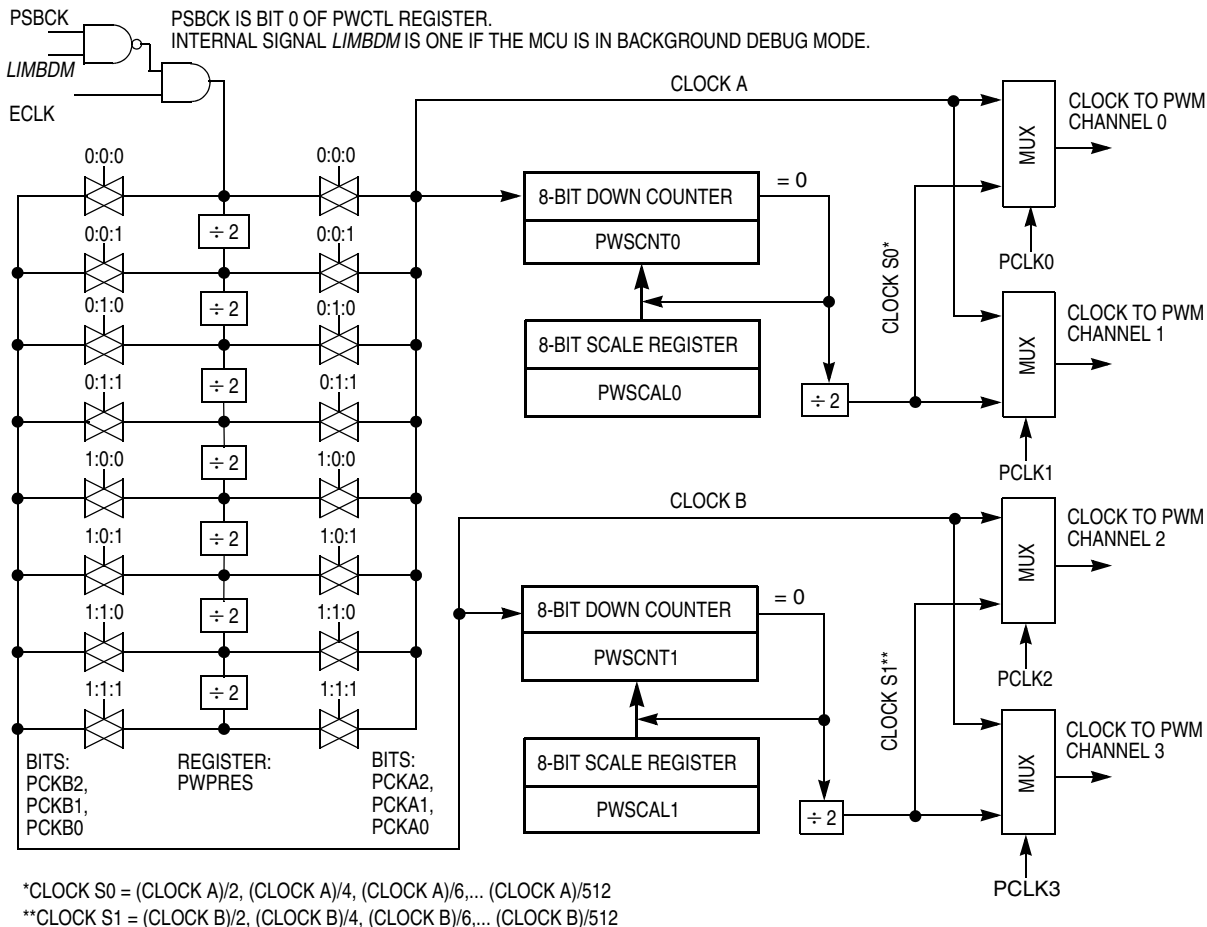 PSBCK
PSBCK IS BIT 0 OF PWCTL REGISTER.
INTERNAL SIGNAL LIMBDM IS ONE IF THE MCU IS IN BACKGROUND DEBUG MODE.
LIMBDM
ECLK
0:0:0
0:0:0
÷ 2
0:0:1
0:0:1
÷ 2
0:1:0
0:1:0
÷ 2
0:1:1
0:1:1
÷ 2
1:0:0
1:0:0
÷ 2
1:0:1
1:0:1
÷ 2
1:1:0
1:1:0
÷ 2
1:1:1
1:1:1
BITS:
PCKB2,
PCKB1,
PCKB0
REGISTER:
PWPRES
BITS:
PCKA2,
PCKA1,
PCKA0
CLOCK A
8-BIT DOWN COUNTER
= 0
PWSCNT0
8-BIT SCALE REGISTER
PWSCAL0
÷ 2
CLOCK S0*
MUX
CLOCK TO PWM
CHANNEL 0
PCLK0
MUX
CLOCK TO PWM
CHANNEL 1
PCLK1
CLOCK B
8-BIT DOWN COUNTER
= 0
PWSCNT1
8-BIT SCALE REGISTER
PWSCAL1
÷ 2
CLOCK S1**
MUX
CLOCK TO PWM
CHANNEL 2
PCLK2
MUX
CLOCK TO PWM
CHANNEL 3
PCLK3
*CLOCK S0 = (CLOCK A)/2, (CLOCK A)/4, (CLOCK A)/6,... (CLOCK A)/512
**CLOCK S1 = (CLOCK B)/2, (CLOCK B)/4, (CLOCK B)/6,... (CLOCK B)/512